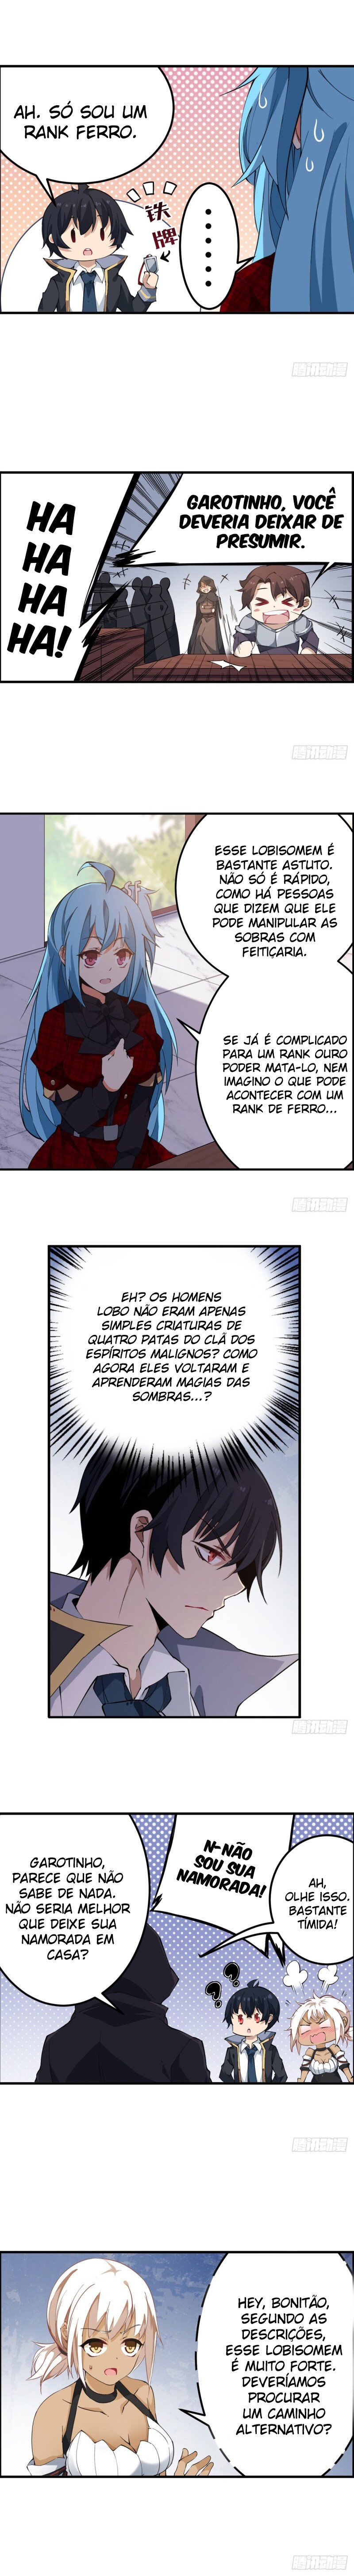 AH. SÓ SOU UM
RANK FERRO.
铁
牌
HA
HA
HA
HA!
GAROTINHO, VOCÊ
DEVERIA DEIXAR DE
PRESUMIR.
ESSE LOBISOMEM É
BASTANTE ASTUTO.
NÃO SÓ É RÁPIDO,
COMO HÁ PESSOAS
QUE DIZEM QUE ELE
PODE MANIPULAR AS
SOBRAS COM
FEITIÇARIA.
SE JÁ É COMPLICADO
PARA UM RANK OURO
PODER MATA-LO, NEM
IMAGINO O QUE PODE
ACONTECER COM UM
RANK DE FERRO...
EH? OS HOMENS
LOBO NÃO ERAM APENAS
SIMPLES CRIATURAS DE
QUATRO PATAS DO CLÃ DOS
ESPÍRITOS MALIGNOS? COMO
AGORA ELES VOLTARAM E
APRENDERAM MAGIAS DAS
SOMBRAS...?
GAROTINHO,
PARECE QUE NÃO
SABE DE NADA.
NÃO SERIA MELHOR
QUE DEIXE SUA
NAMORADA EM
CASA?
N-NÃO
SOU SUA
NAMORADA!
AH,
OLHE ISSO.
BASTANTE
TÍMIDA!
? ?
HEY, BONITÃO,
SEGUNDO AS
DESCRIÇÕES,
ESSE LOBISOMEM
É MUITO FORTE.
DEVERÍAMOS
PROCURAR
UM CAMINHO
ALTERNATIVO?